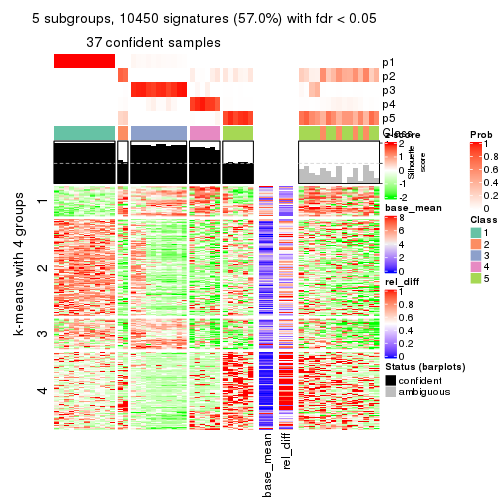 5 subgroups, 10450 signatures (57.0%) with fdr < 0.05
37 confident samples
p1
p2
p3
p4
p5
Class
k-means with 4 groups
1
2
3
4
base_mean
rel_diff
z-score
2
1
0
-1
-2
Silhouette
score
base_mean
8
6
4
2
0
rel_diff
1
0.8
0.6
0.4
0.2
0
Status (barplots)
confident
ambiguous
Prob
1
0.8
0.6
0.4
0.2
0
Class
1
2
3
4
5